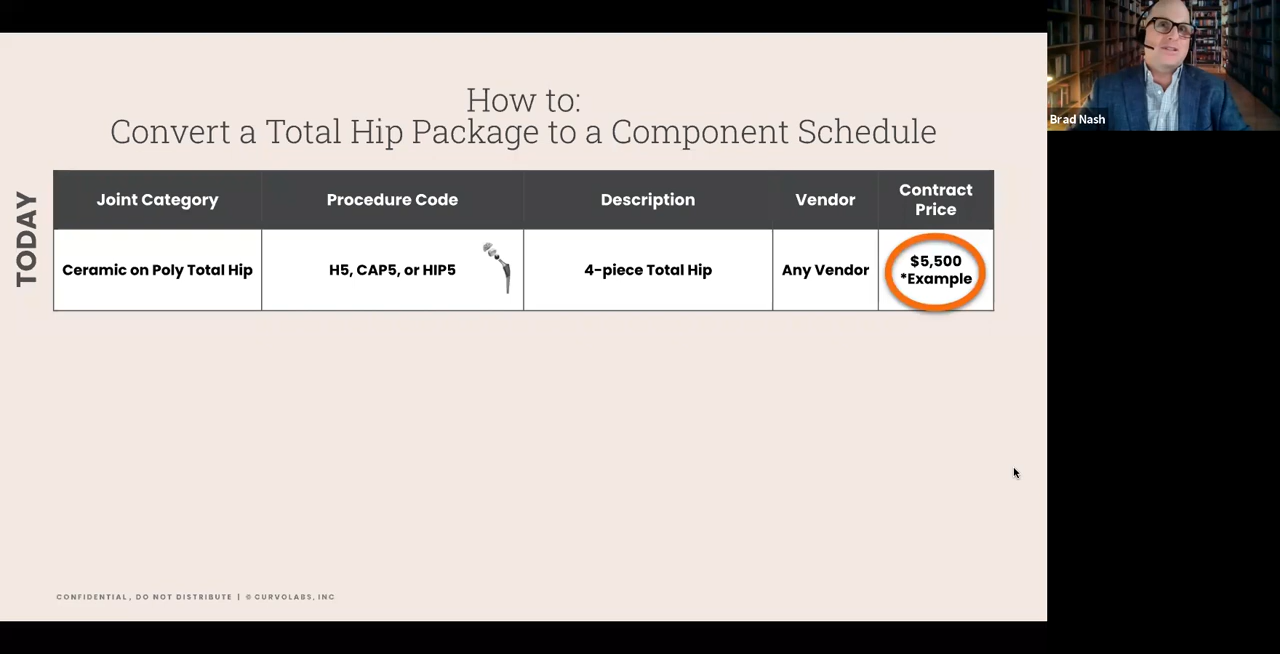 How to:
Convert a Total Hip Package to a Component Schedule
TODAY
Joint Category
Procedure Code
Description
Vendor
Contract
Price
Ceramic on Poly Total Hip
H5, CAP5, or HIP5
4-piece Total Hip
Any Vendor
$5,500
*Example
CONFIDENTIAL, DO NOT DISTRIBUTE | © CURVOLABS, INC
Brad Nash